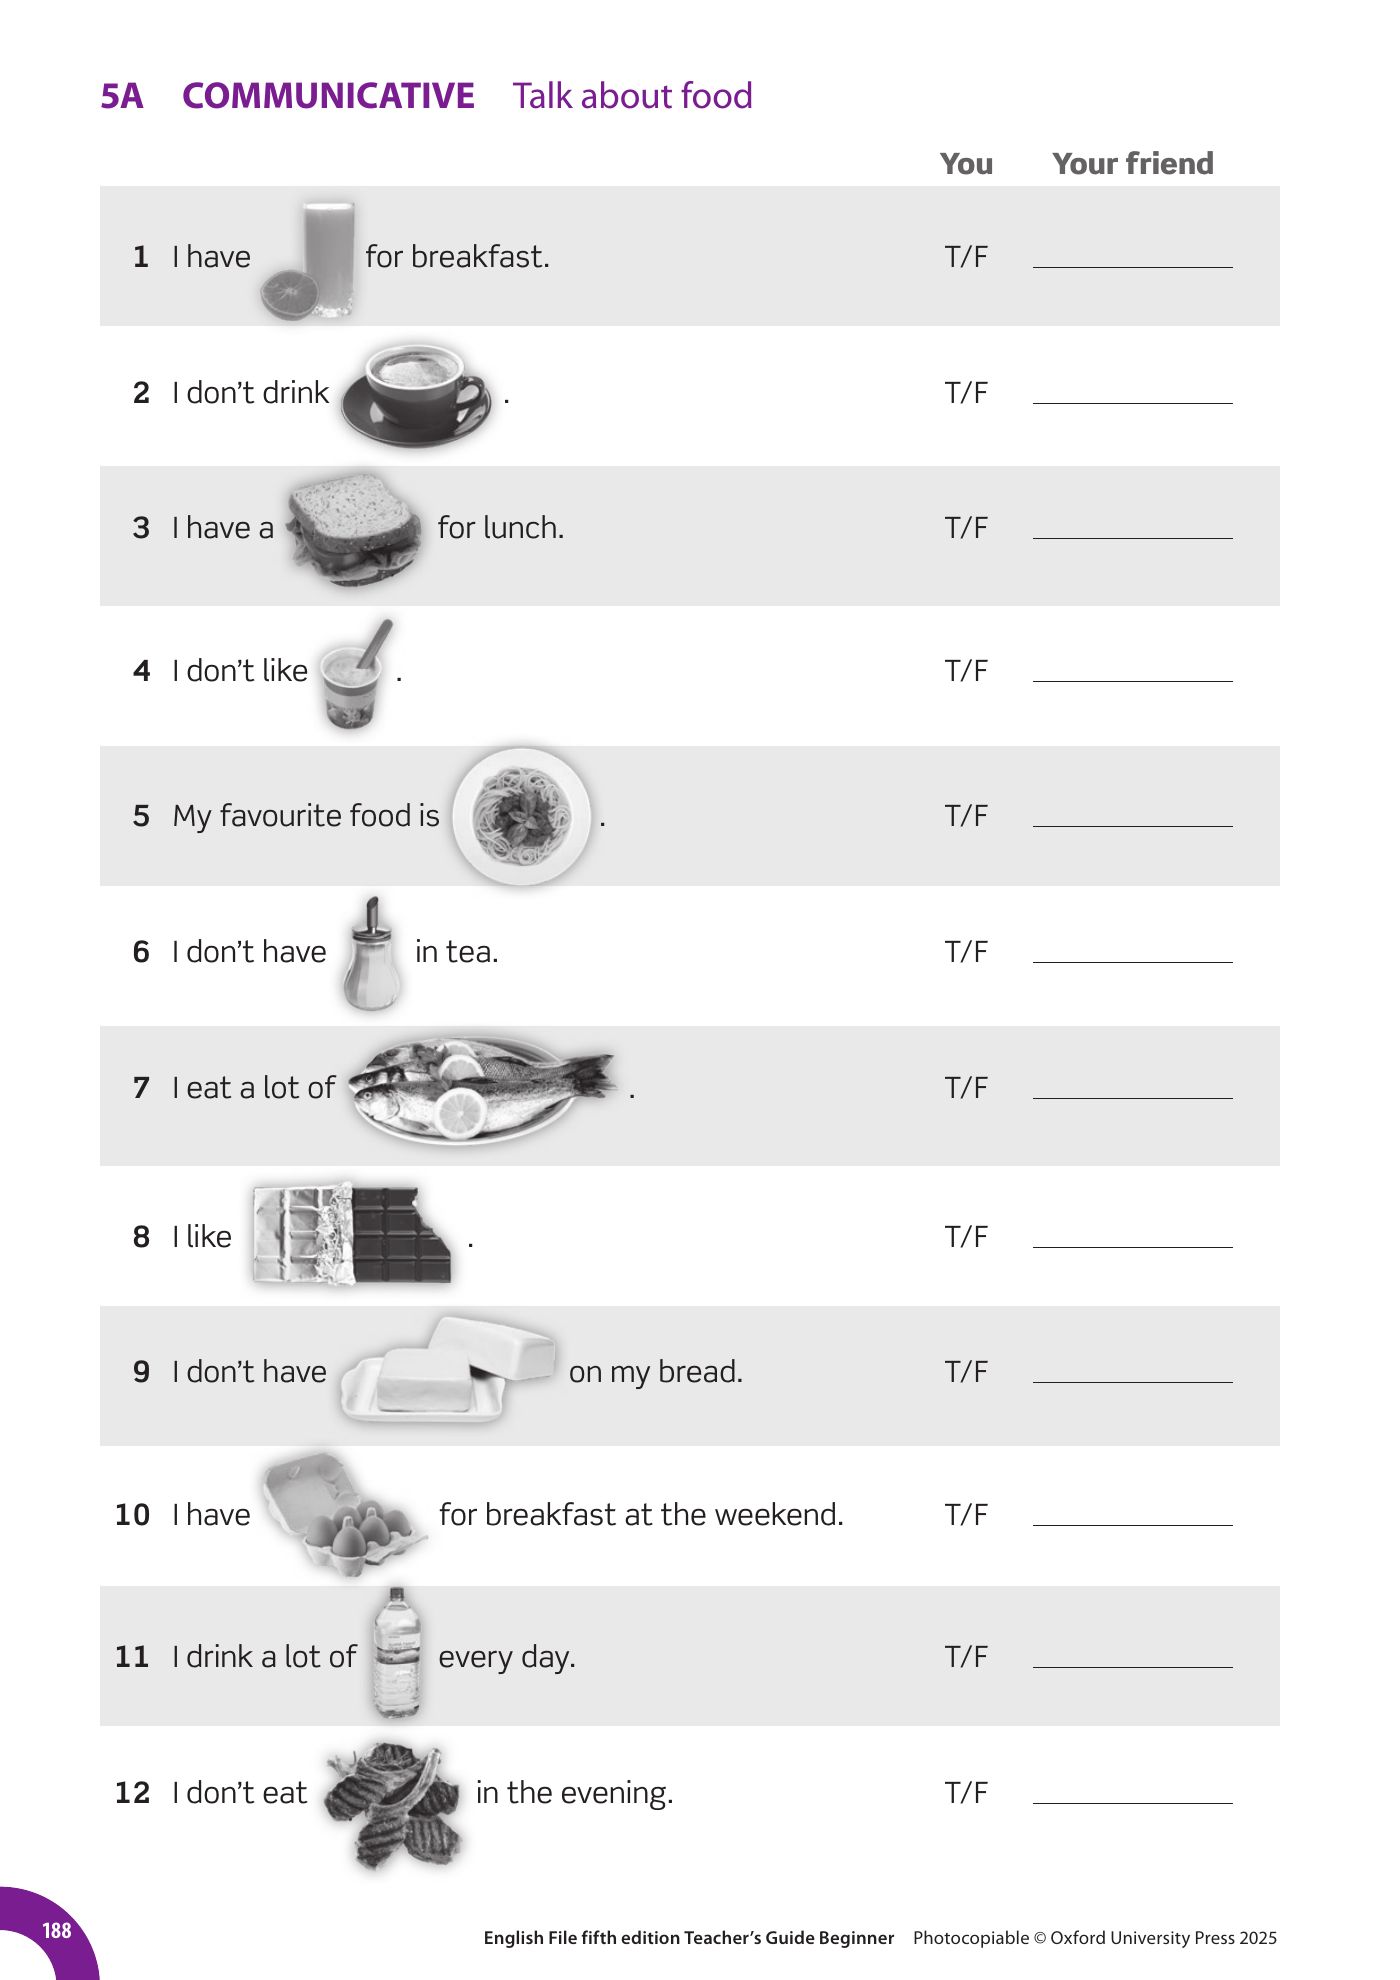 5A COMMUNICATIVE Talk about food
You Your friend
1 I have for breakfast. T/F
2 I don’t drink . T/F
3 I have a for lunch. T/F
4 I don’t like . T/F
5 My favourite food is . T/F
6 I don’t have in tea. T/F
7 I eat a lot of . T/F
8 I like . T/F
9 I don’t have on my bread. T/F
10 I have for breakfast at the weekend. T/F
11 I drink a lot of every day. T/F
12 I don’t eat in the evening. T/F
188
English File fifth edition Teacher’s Guide Beginner Photocopiable © Oxford University Press 2025